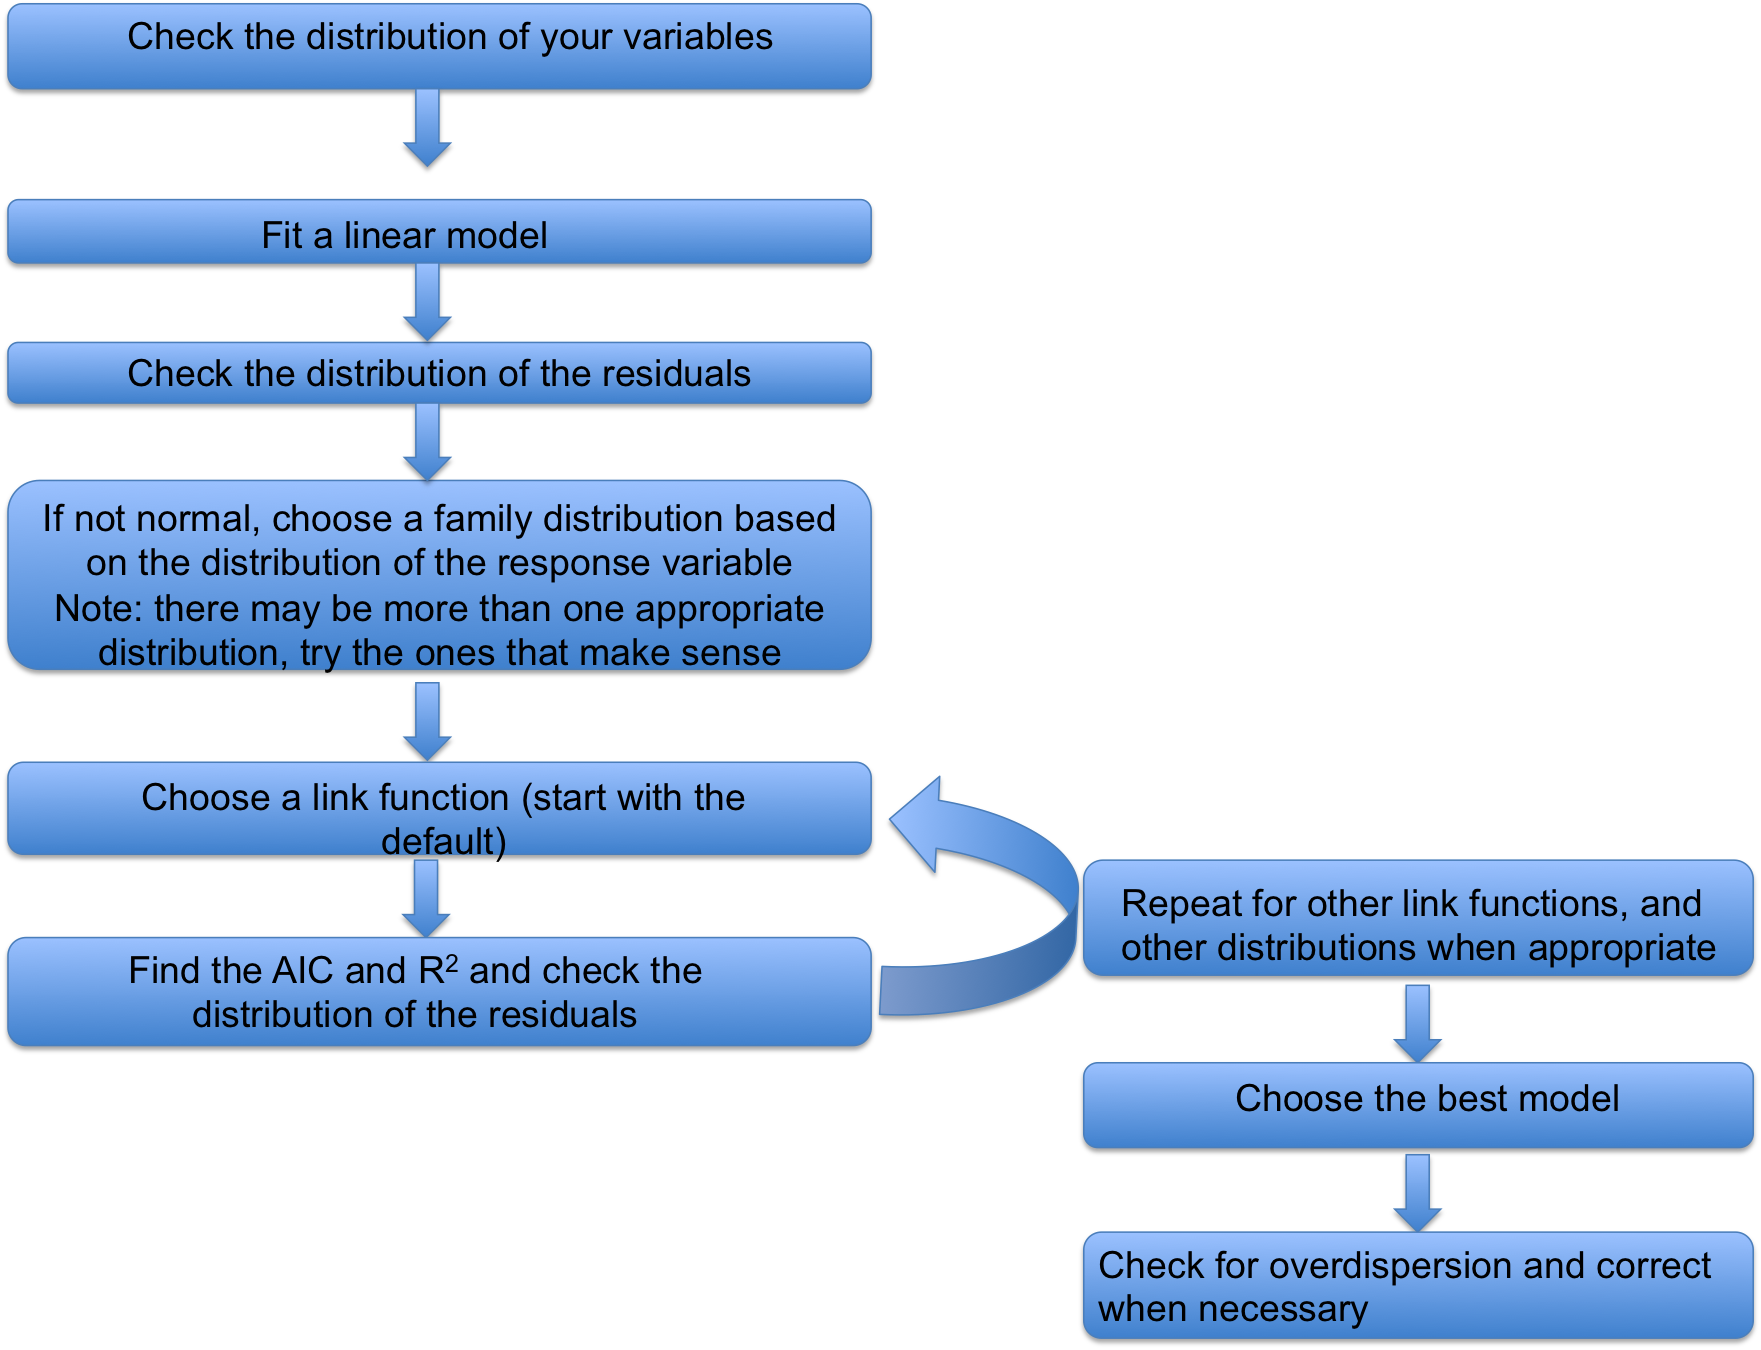 Check the distribution of your variables
Fit a linear model
Check the distribution of the residuals
If not normal, choose a family distribution based
on the distribution of the response variable
Note: there may be more than one appropriate
distribution, try the ones that make sense
Choose a link function (start with the
default)
Find the AIC and R² and check the
distribution of the residuals
Repeat for other link functions, and
other distributions when appropriate
Choose the best model
Check for overdispersion and correct
when necessary